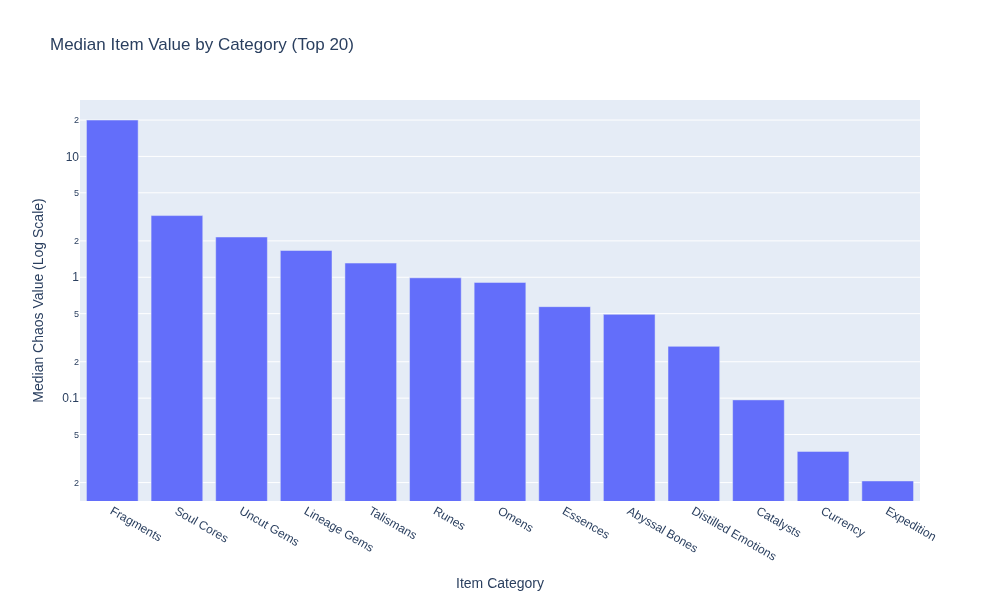 Median Item Value by Category (Top 20)
Median Chaos Value (Log Scale)
2
10
5
2
1
5
2
0.1
5
2
Fragments
Soul Cores
Uncut Gems
Lineage Gems
Talismans
Runes
Omens
Essences
Abyssal Bones
Distilled Emotions
Catalysts
Currency
Expedition
Item Category